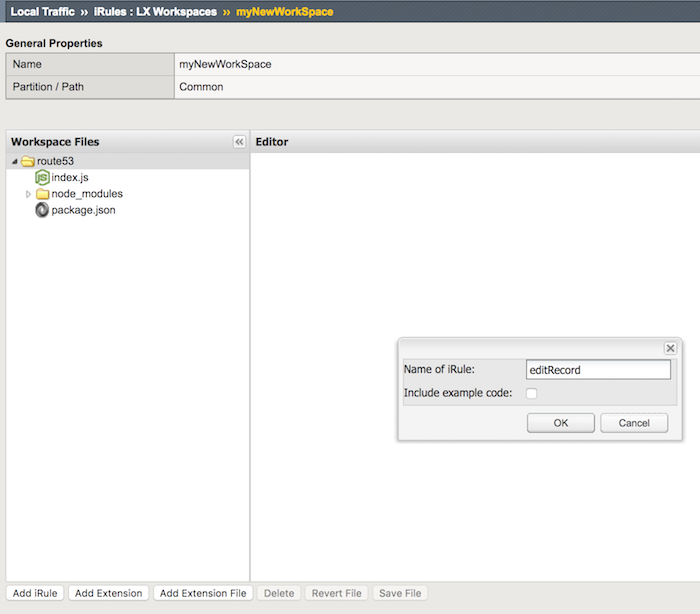 Local Traffic » iRules : LX Workspaces » myNewWorkSpace
General Properties
Name myNewWorkSpace
Partition / Path Common
Workspace Files « Editor
route53
JS index.js
node_modules
package.json
Name of iRule: editRecord
Include example code:
OK Cancel
Add iRule Add Extension Add Extension File Delete Revert File Save File